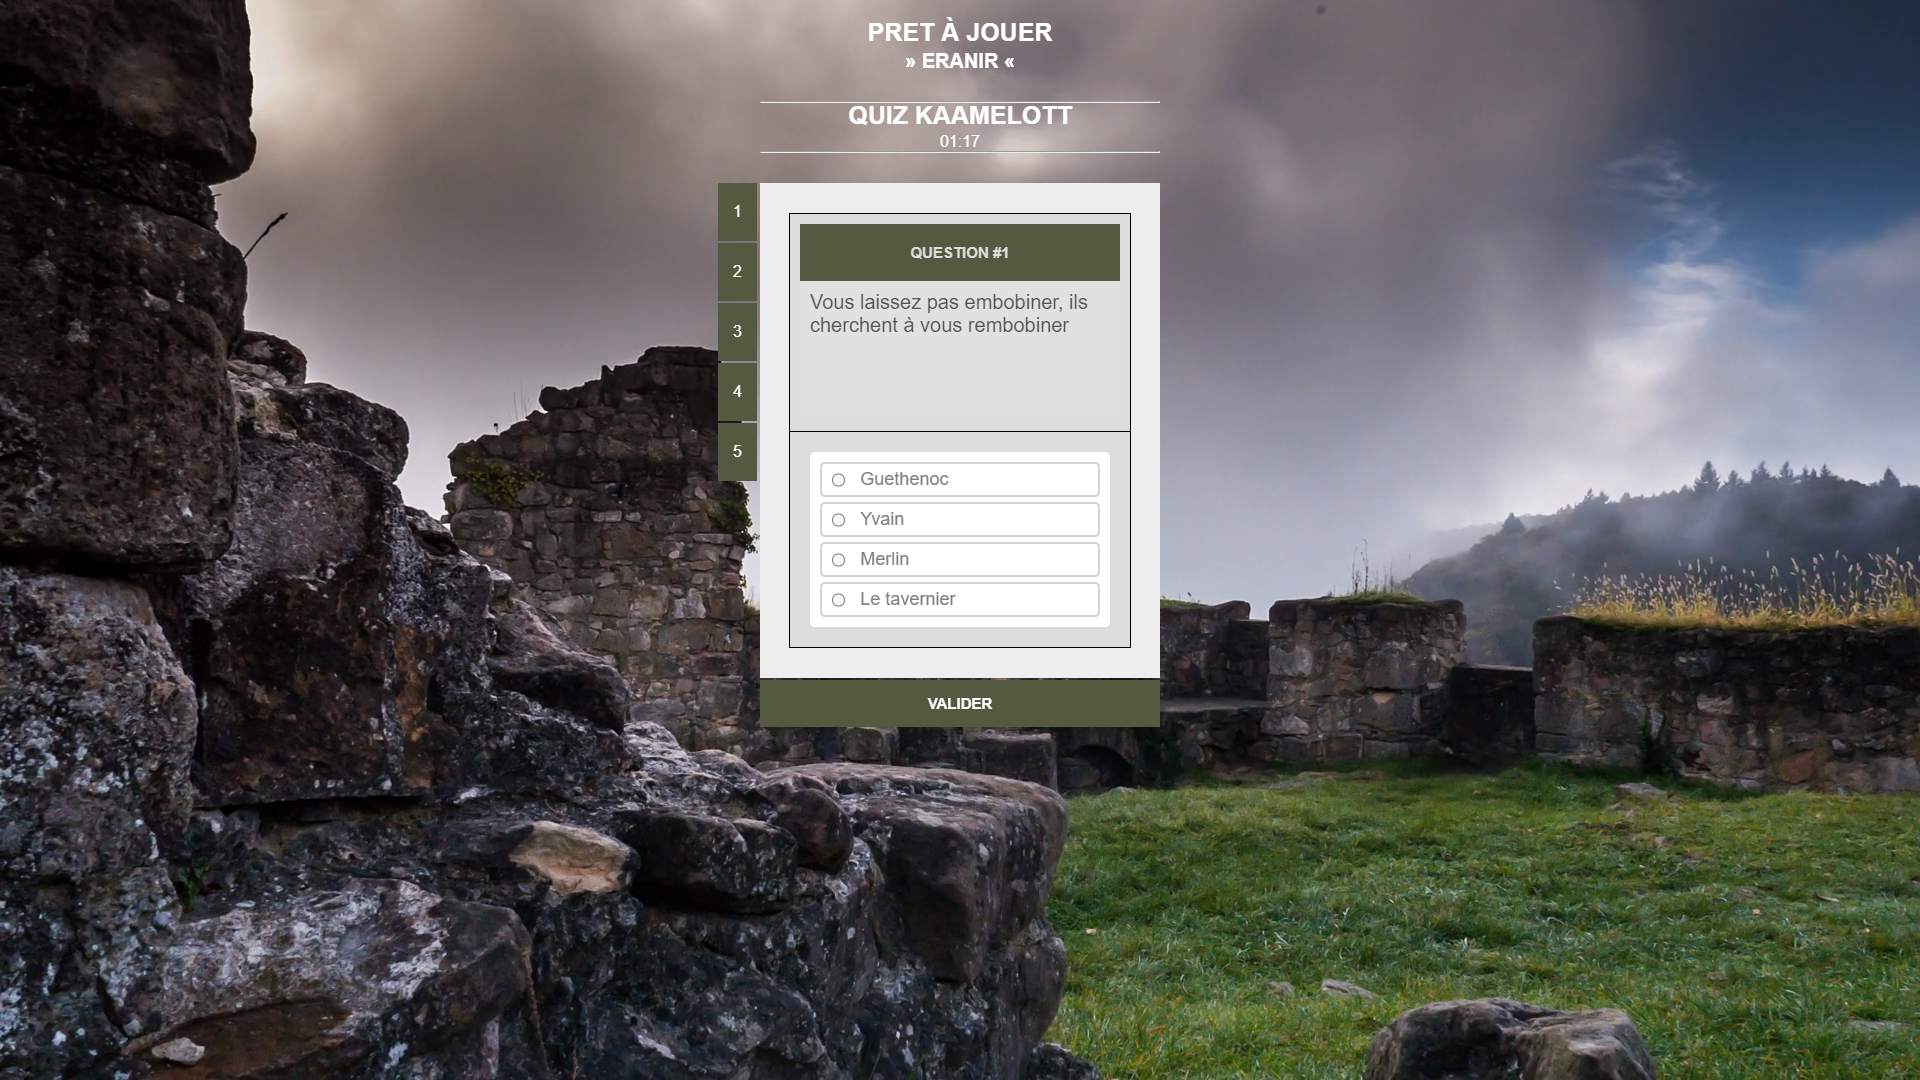 PRET À JOUER
» ERANIR «
QUIZ KAAMELOTT
01:17
1
2
3
4
5
QUESTION #1
Vous laissez pas embobiner, ils
cherchent à vous rembobiner
Guethenoc
Yvain
Merlin
Le tavernier
VALIDER